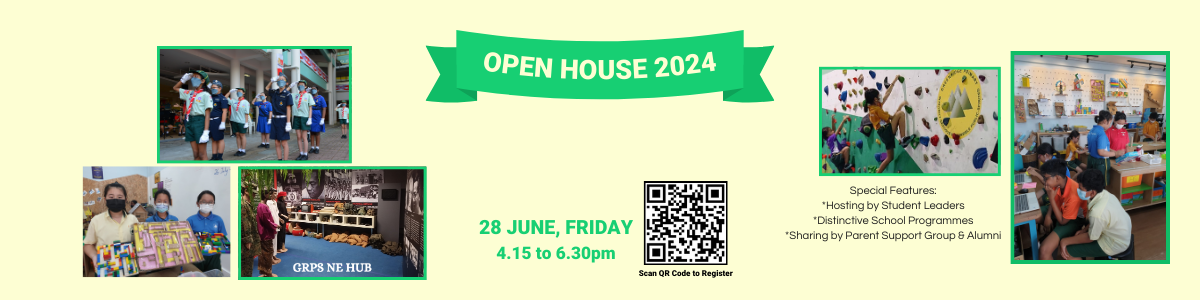 OPEN HOUSE 2024
GRPS NE HUB
28 JUNE, FRIDAY
4.15 to 6.30pm
Scan QR Code to Register
Special Features:
*Hosting by Student Leaders
*Distinctive School Programmes
*Sharing by Parent Support Group & Alumni